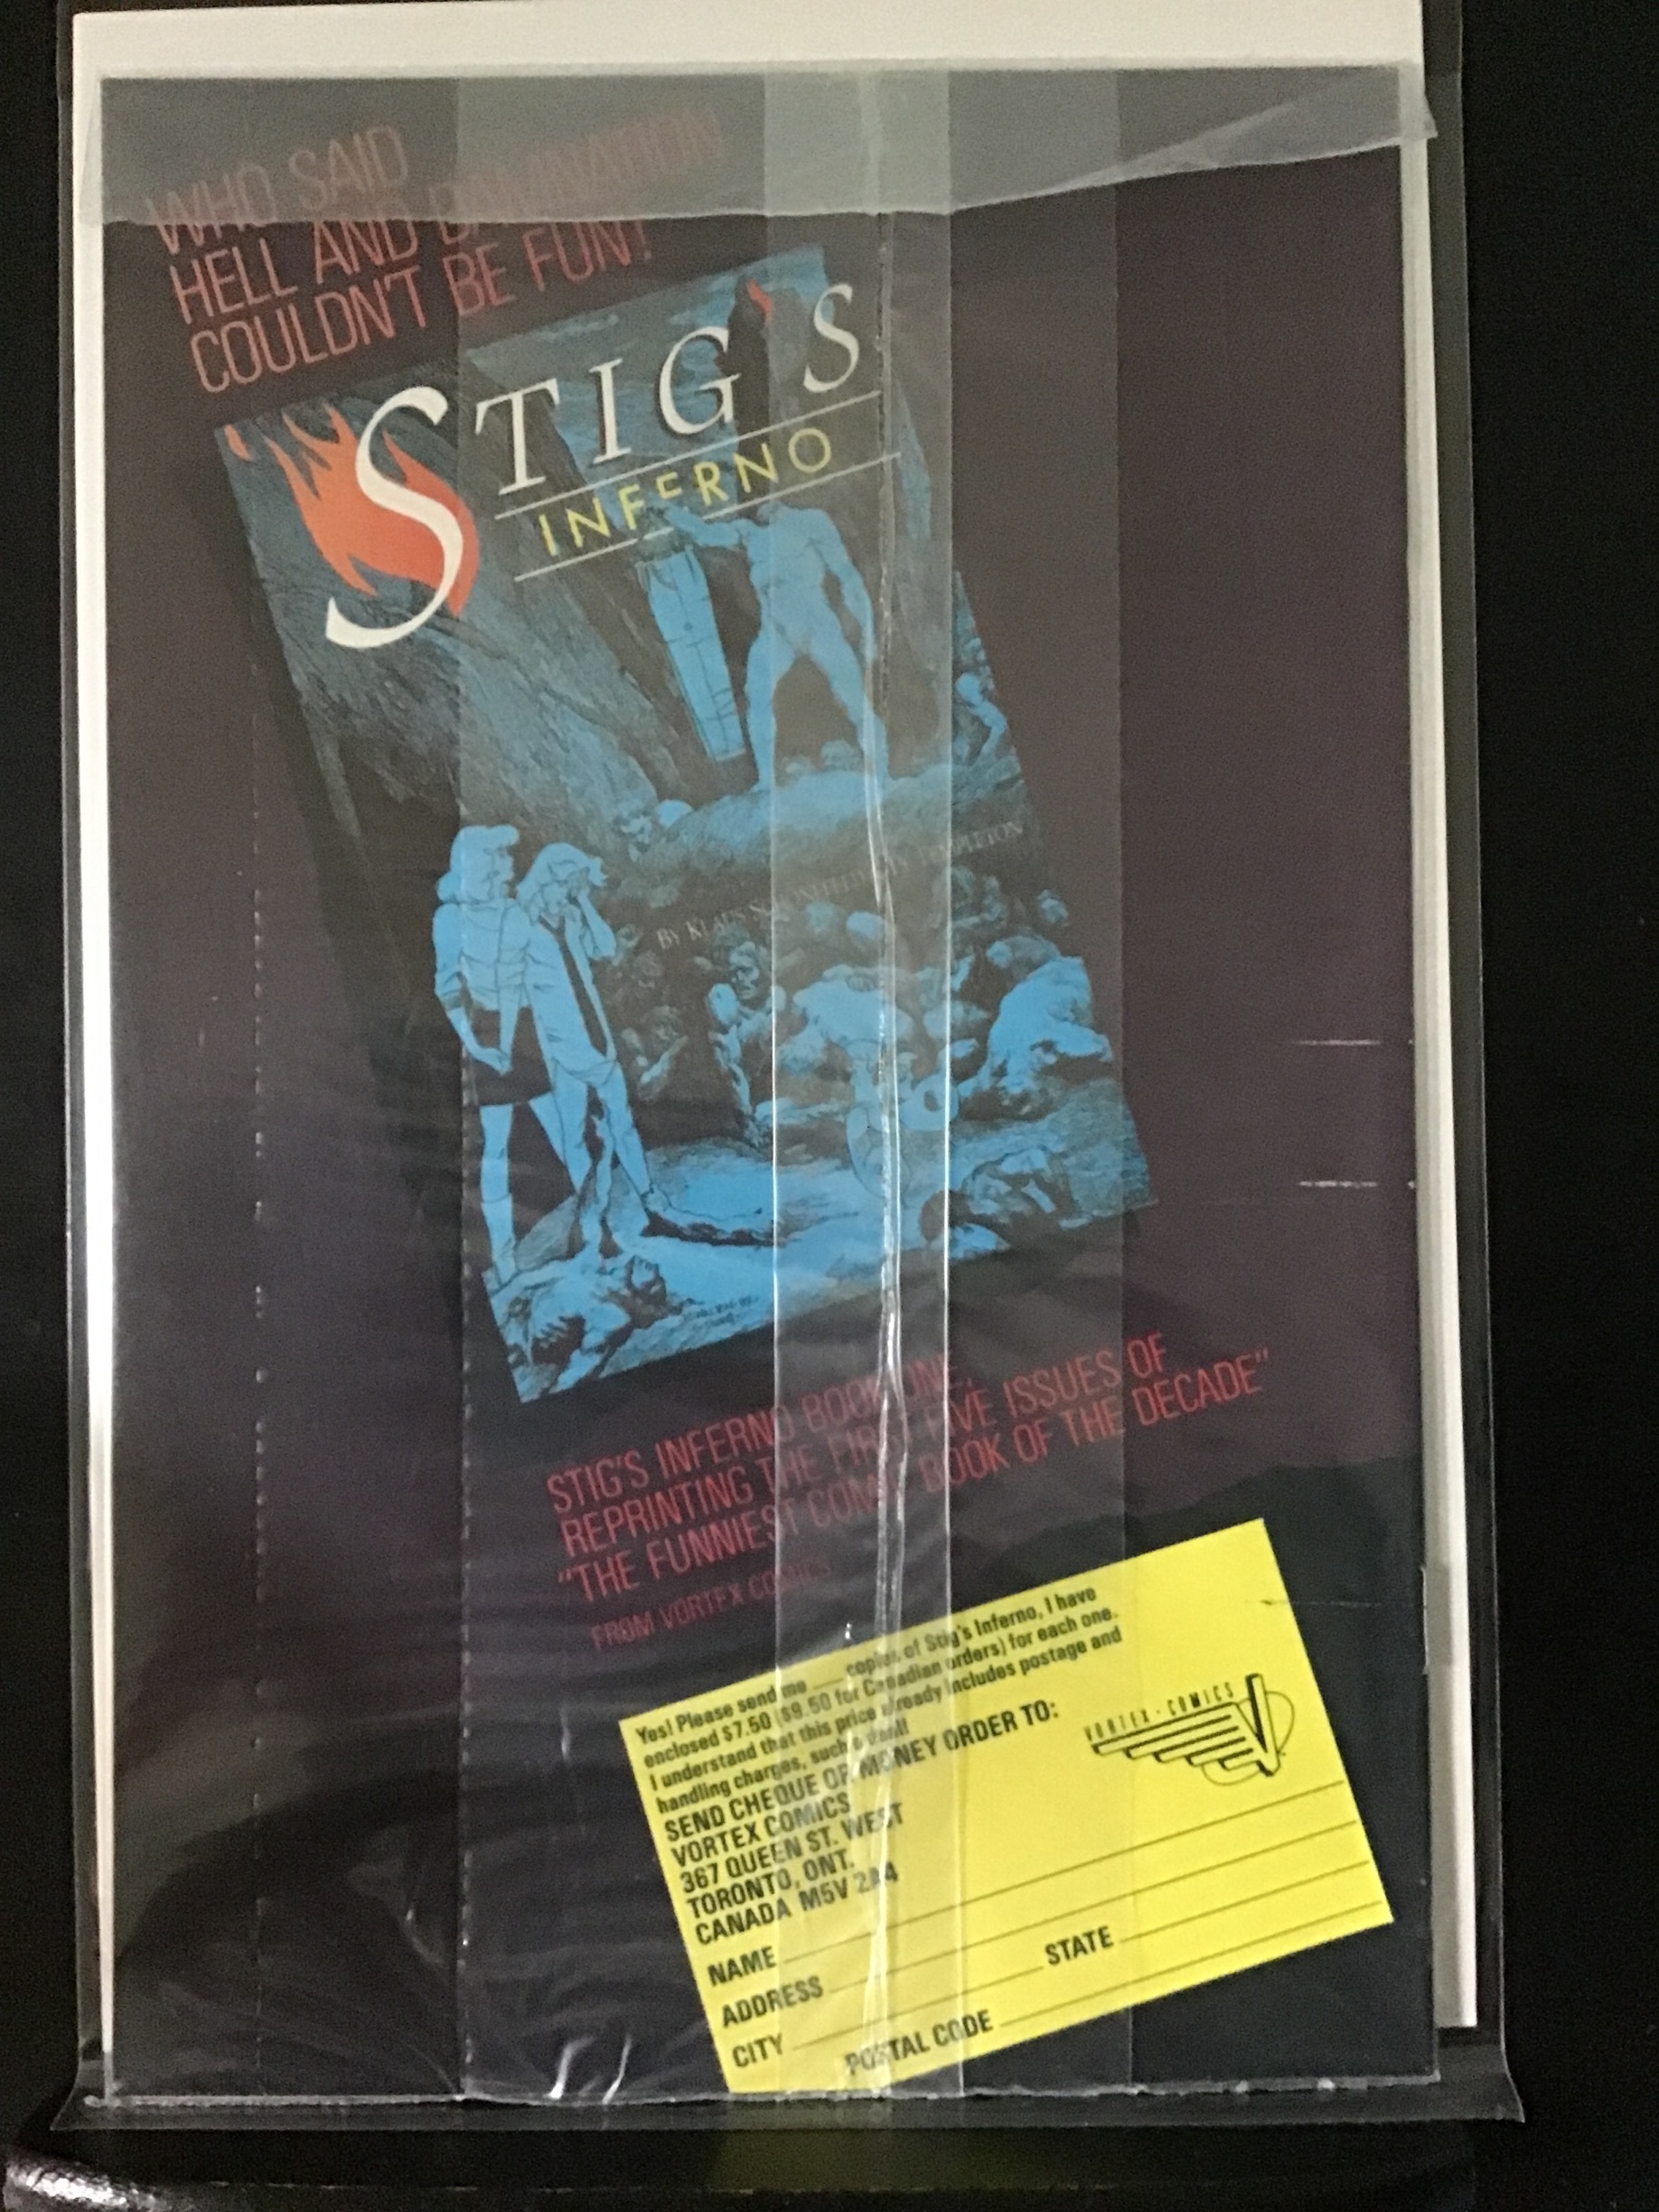 WHO SAID
HELL AND DAMNATION
COULDN'T BE FUN!
STIG'S
INFERNO
BY KLAUS SCHONFELD TY TEMPLETON
STIG'S INFERNO BOOK ONE,
REPRINTING THE FIRST FIVE ISSUES OF
"THE FUNNIEST COMIC BOOK OF THE DECADE"
FROM VORTEX COMICS
Yes! Please send me ____ copies of Stig's Inferno, I have
enclosed $7.50 ($9.50 for Canadian orders) for each one.
I understand that this price already includes postage and
handling charges, such a deal!
SEND CHEQUE OR MONEY ORDER TO:
VORTEX COMICS
367 QUEEN ST. WEST
TORONTO, ONT.
CANADA M5V 2A4
VORTEX·COMICS
NAME
ADDRESS
CITY
STATE
POSTAL CODE